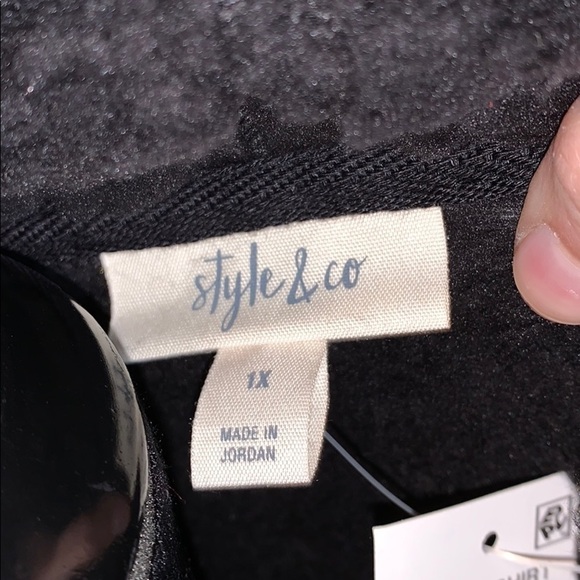 style & co
1X
MADE IN
JORDAN